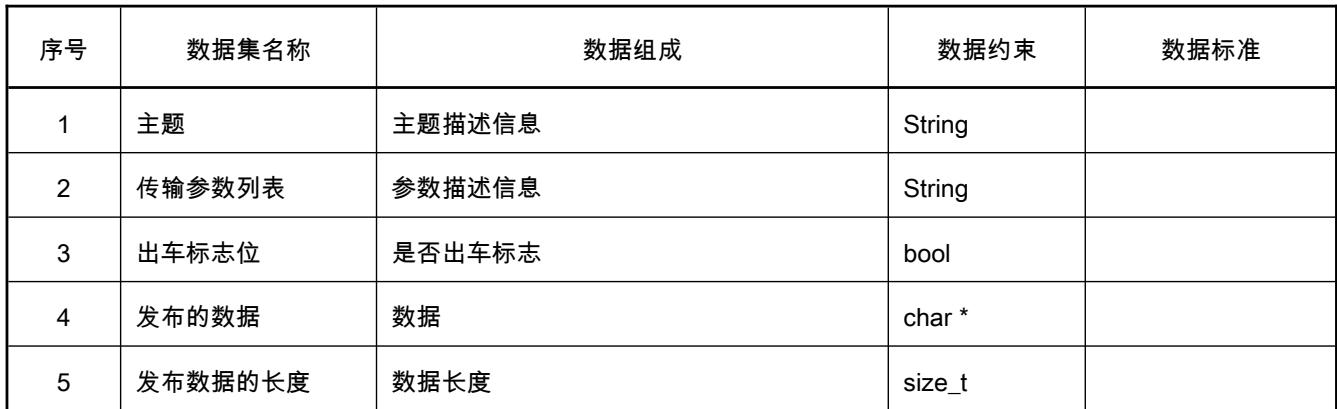 序号 数据集名称 数据组成 数据约束 数据标准
1 主题 主题描述信息 String
2 传输参数列表 参数描述信息 String
3 出车标志位 是否出车标志 bool
4 发布的数据 数据 char *
5 发布数据的长度 数据长度 size_t